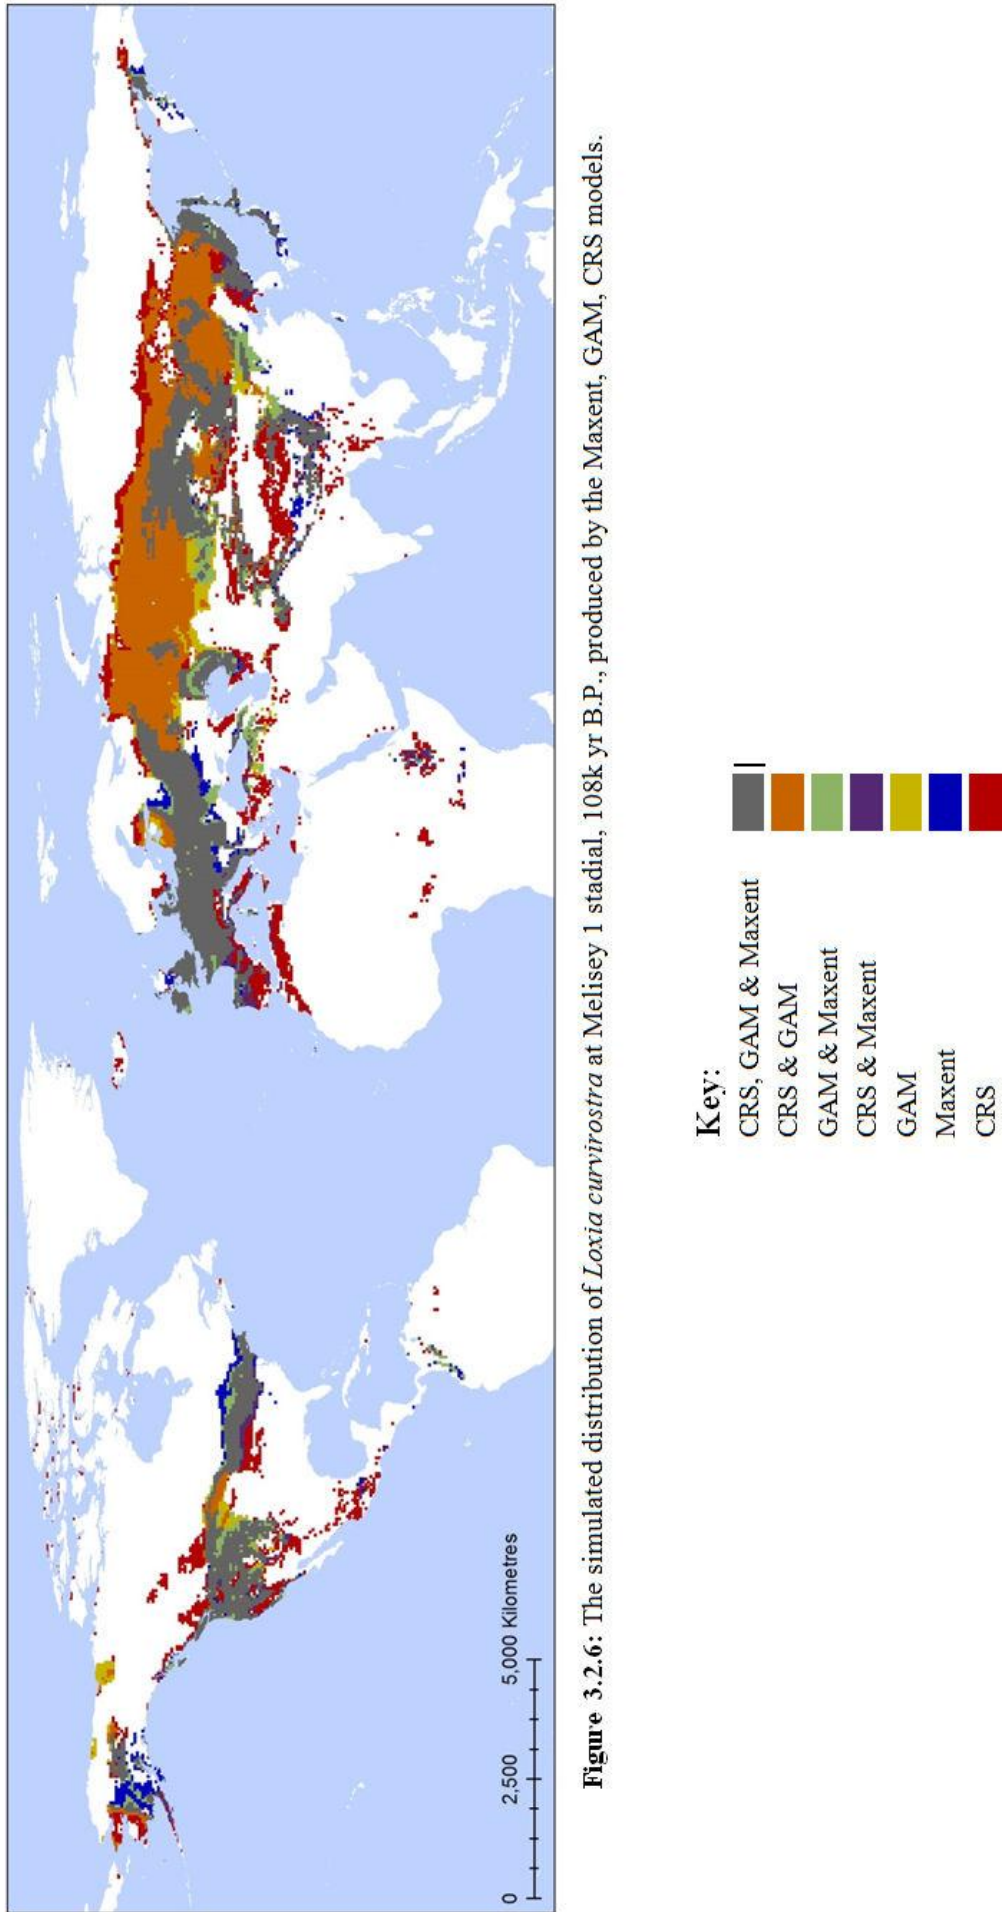 0 2,500 5,000 Kilometres
Figure 3.2.6: The simulated distribution of Loxia curvirostra at Melisey 1 stadial, 108k yr B.P., produced by the Maxent, GAM, CRS models.
Key:
CRS, GAM & Maxent
CRS & GAM
GAM & Maxent
CRS & Maxent
GAM
Maxent
CRS